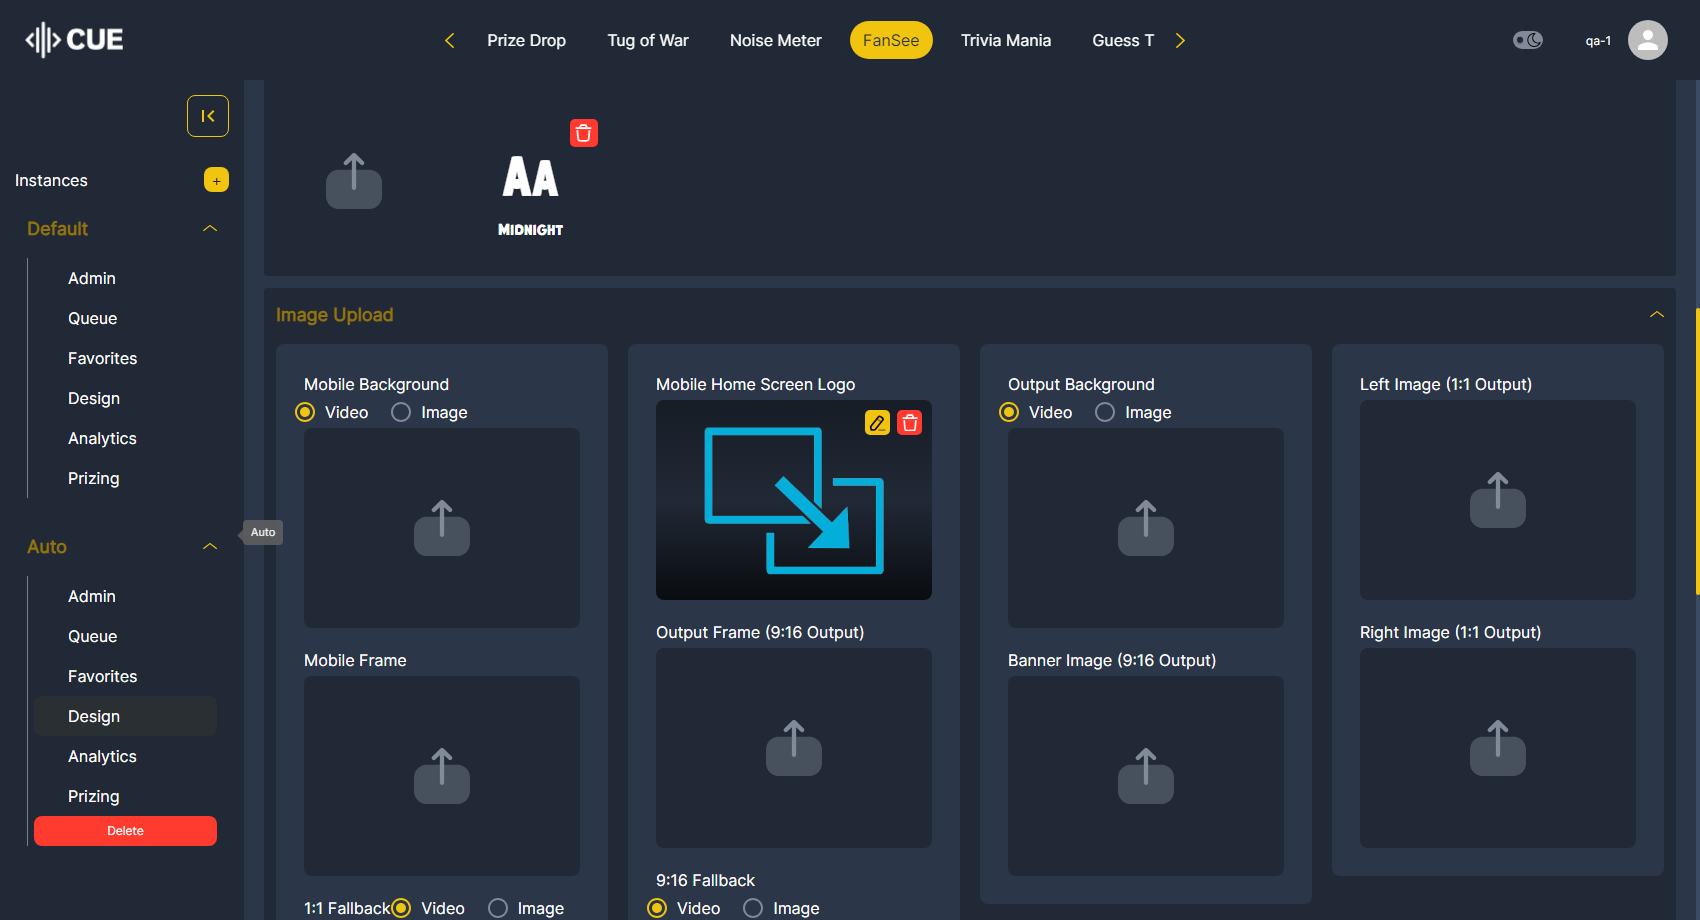 CUE
Prize Drop
Tug of War
Noise Meter
FanSee
Trivia Mania
Guess T
qa-1
Instances
+
Default
Admin
Queue
Favorites
Design
Analytics
Prizing
Auto
Auto
Admin
Queue
Favorites
Design
Analytics
Prizing
Delete
AA
MIDNIGHT
Image Upload
Mobile Background
Video
Image
Mobile Frame
1:1 Fallback
Video
Image
Mobile Home Screen Logo
Output Frame (9:16 Output)
9:16 Fallback
Video
Image
Output Background
Video
Image
Banner Image (9:16 Output)
Left Image (1:1 Output)
Right Image (1:1 Output)